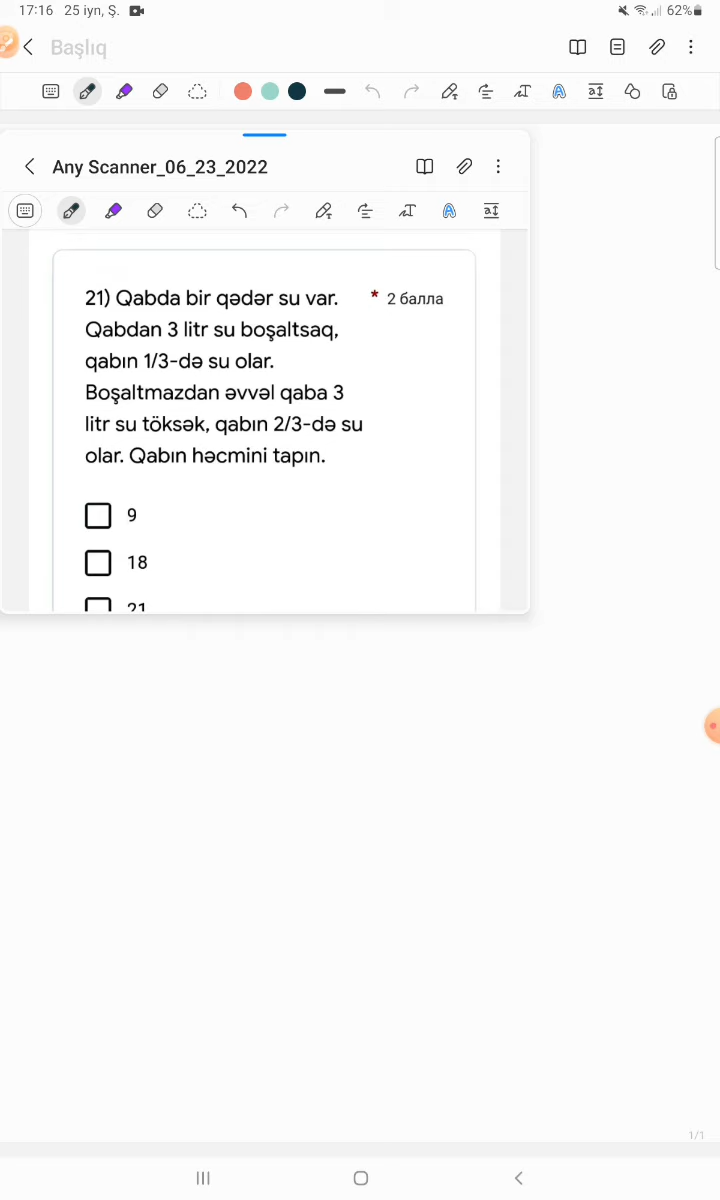 17:16 25 iyn, Ş. 62%
Başlıq
Any Scanner_06_23_2022
21) Qabda bir qədər su var. * 2 балла
Qabdan 3 litr su boşaltsaq,
qabın 1/3-də su olar.
Boşaltmazdan əvvəl qaba 3
litr su töksək, qabın 2/3-də su
olar. Qabın həcmini tapın.
9
18
21
1/1